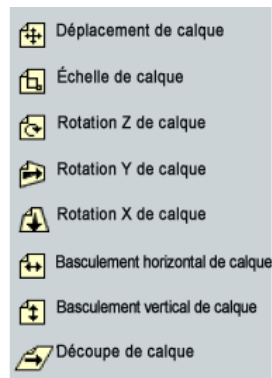 Déplacement de calque
Échelle de calque
Rotation Z de calque
Rotation Y de calque
Rotation X de calque
Basculement horizontal de calque
Basculement vertical de calque
Découpe de calque